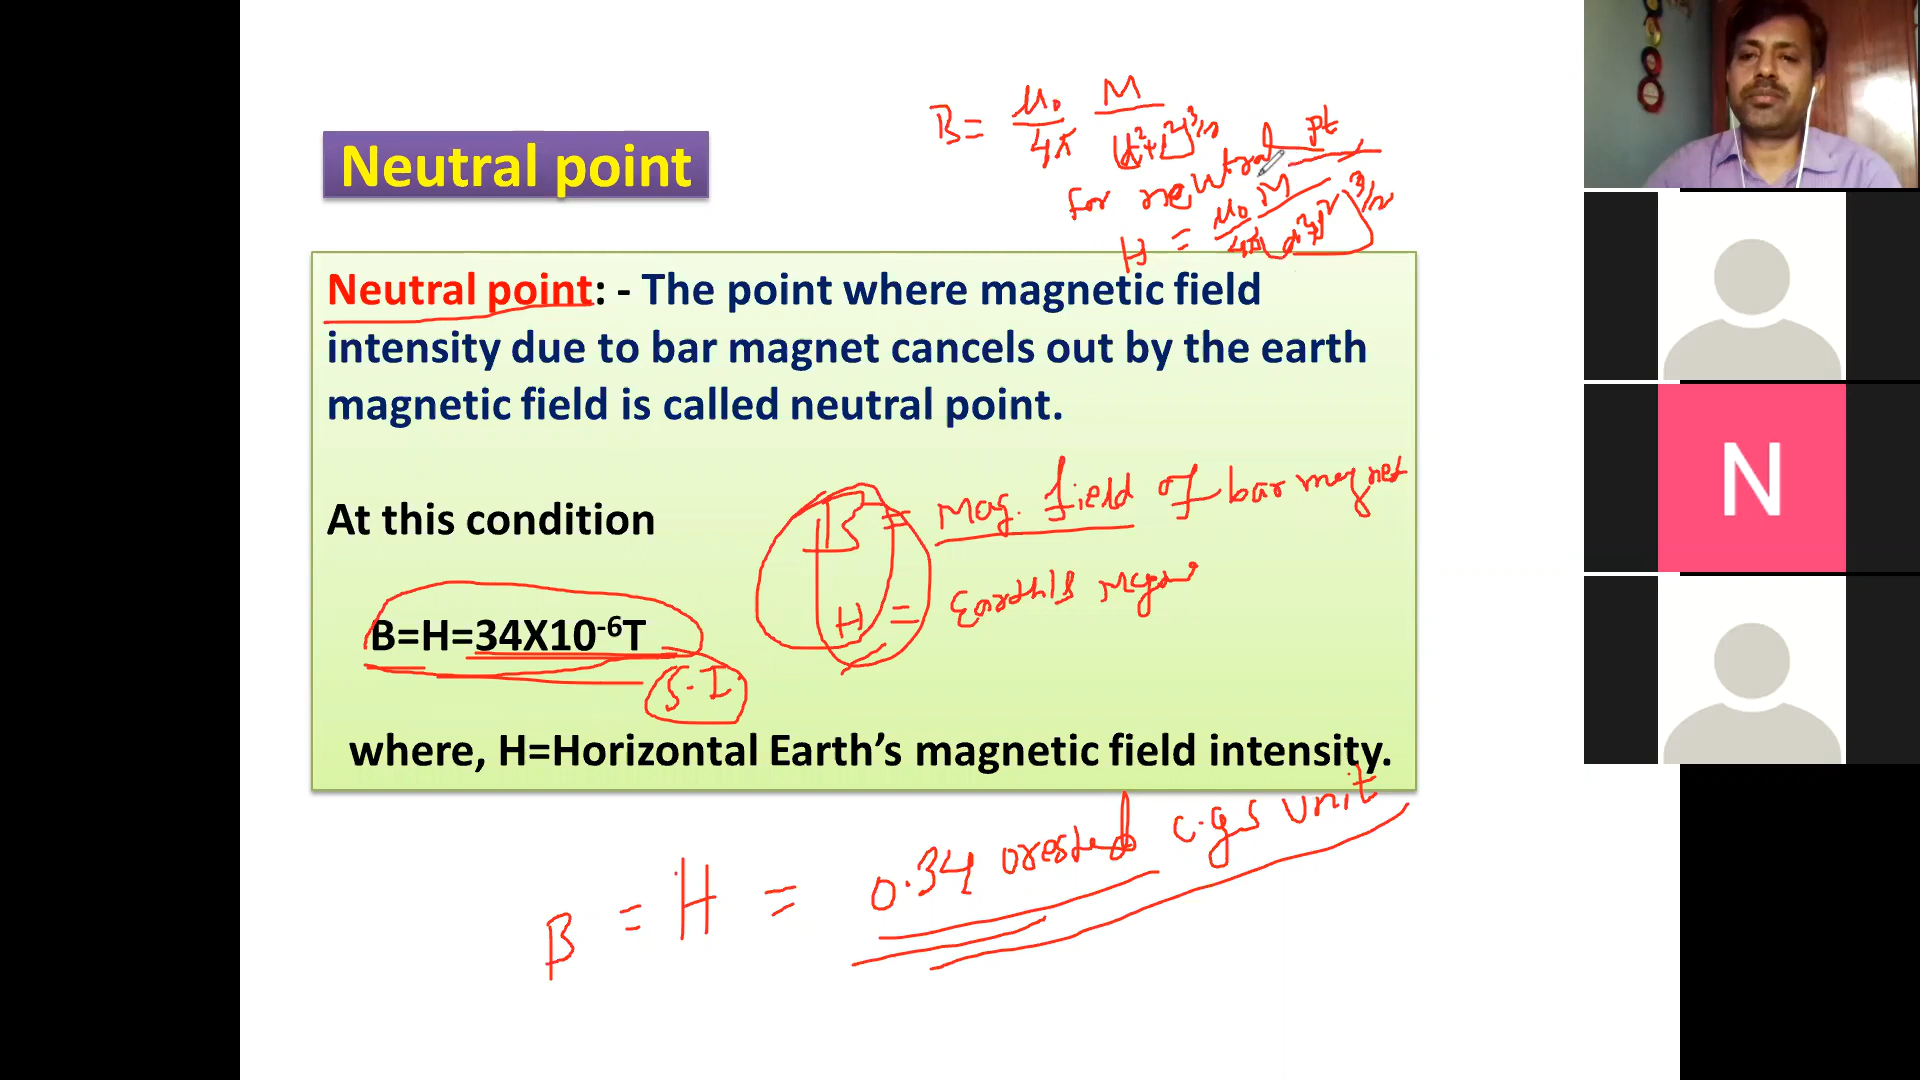 B = μ₀/4π M/(d²+l²)^3/2
Neutral point
For neutral pt
H = μ₀/4π M/(d²+l²)^3/2
Neutral point: - The point where magnetic field
intensity due to bar magnet cancels out by the earth
magnetic field is called neutral point.
B = Mag. field of bar magnet
At this condition
H = Earth's
B=H=34X10⁻⁶T
S.I
where, H=Horizontal Earth’s magnetic field intensity.
B = H = 0.34 orested c.g.s unit
N